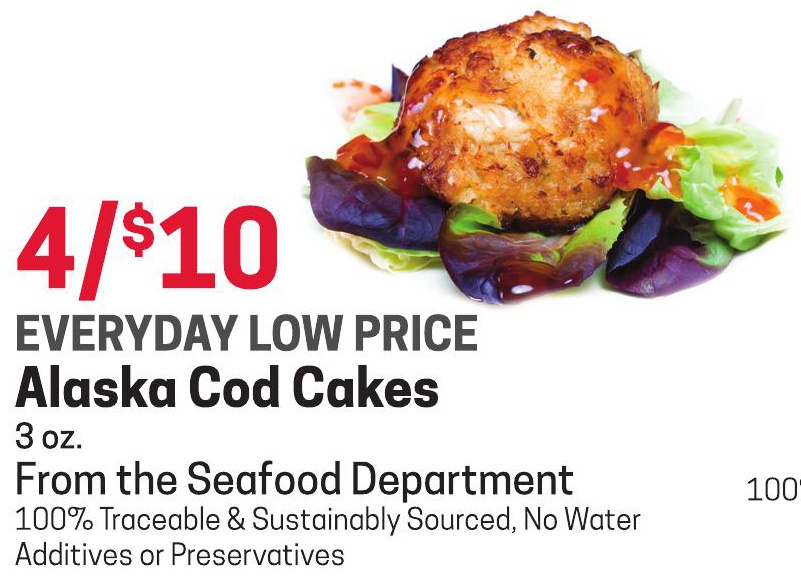 4/$10
EVERYDAY LOW PRICE
Alaska Cod Cakes
3 oz.
From the Seafood Department
100% Traceable & Sustainably Sourced, No Water
Additives or Preservatives
100